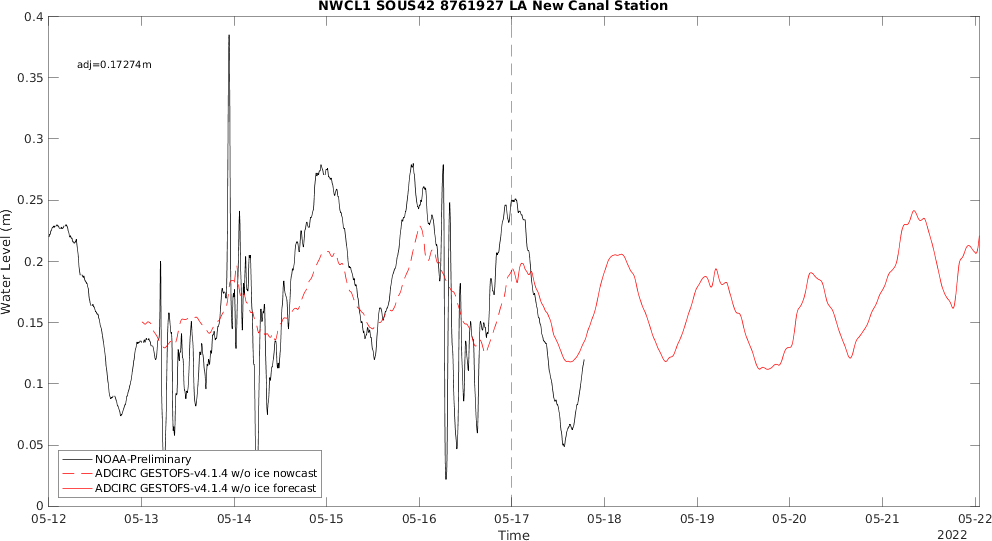 NWCL1 SOUS42 8761927 LA New Canal Station
adj=0.17274m
Water Level (m)
0.4
0.35
0.3
0.25
0.2
0.15
0.1
0.05
0
NOAA-Preliminary
ADCIRC GESTOFS-v4.1.4 w/o ice nowcast
ADCIRC GESTOFS-v4.1.4 w/o ice forecast
05-12 05-13 05-14 05-15 05-16 05-17 05-18 05-19 05-20 05-21 05-22
Time
2022